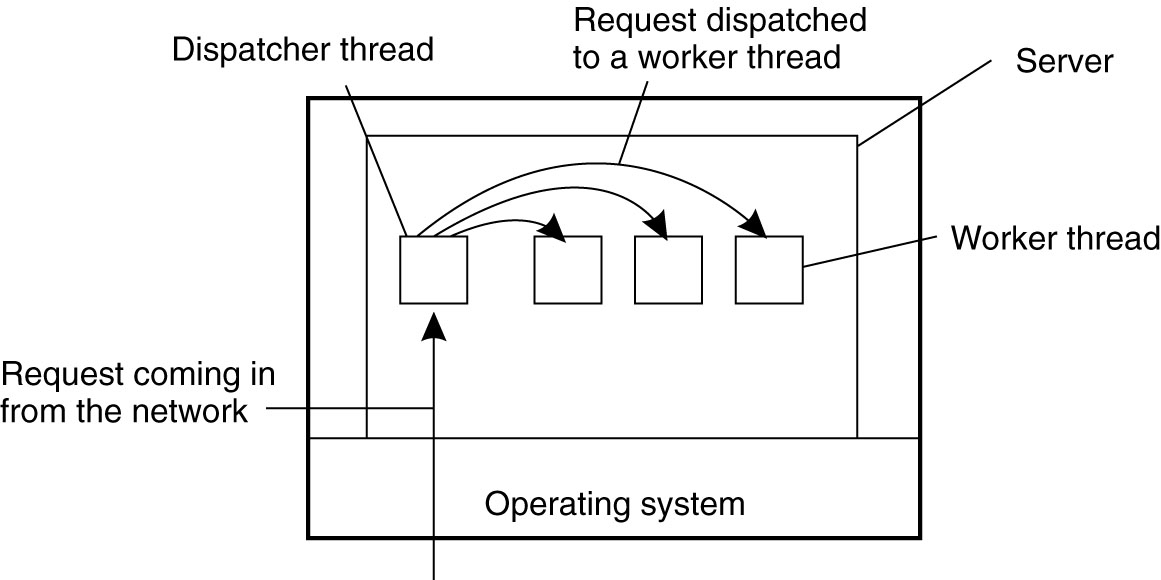 Request dispatched
to a worker thread
Dispatcher thread
Server
Worker thread
Request coming in
from the network
Operating system